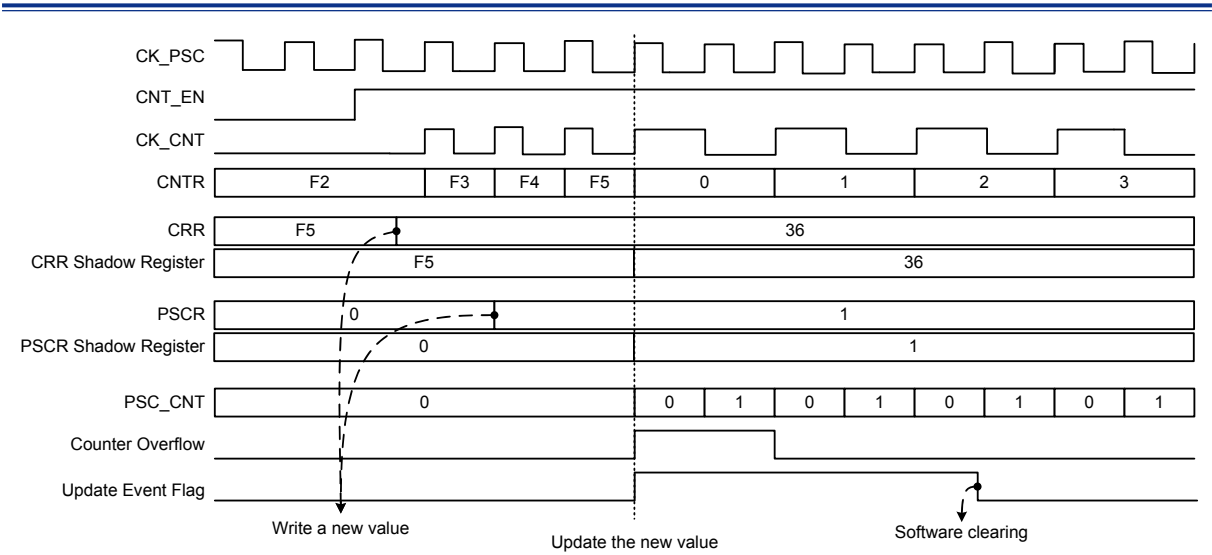 CK_PSC
CNT_EN
CK_CNT
CNTR F2 F3 F4 F5 0 1 2 3
CRR F5 36
CRR Shadow Register F5 36
PSCR 0 1
PSCR Shadow Register 0 1
PSC_CNT 0 0 1 0 1 0 1 0 1
Counter Overflow
Update Event Flag
Write a new value
Update the new value
Software clearing